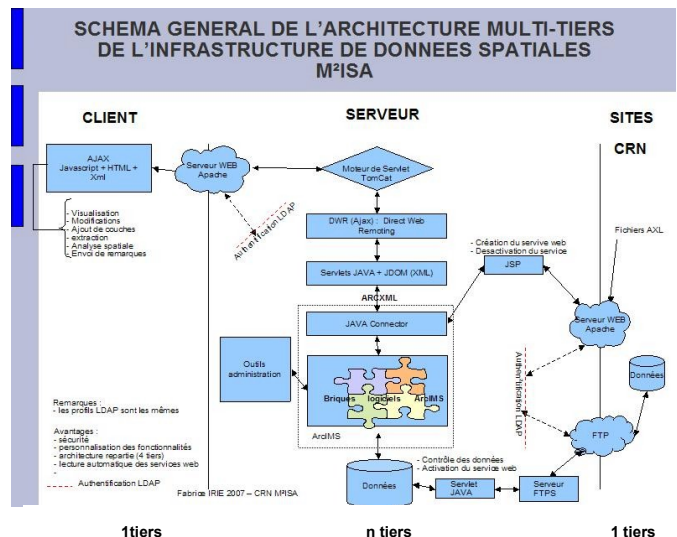 SCHEMA GENERAL DE L'ARCHITECTURE MULTI-TIERS
DE L'INFRASTRUCTURE DE DONNEES SPATIALES
M²ISA
CLIENT
SERVEUR
SITES
CRN
AJAX
Javascript + HTML +
Xml
Serveur WEB
Apache
Moteur de Servlet
TomCat
Authentification LDAP
- Visualisation
- Modifications
- Ajout de couches
- extraction
- Analyse spatiale
- Envoi de remarques
DWR (Ajax) : Direct Web
Remoting
- Création du servive web
- Desactivation du service
JSP
Fichiers AXL
Servlets JAVA + JDOM (XML)
ARCXML
JAVA Connector
Serveur WEB
Apache
Outils
administration
Briques logiciels ArcIMS
ArcIMS
Authentification LDAP
Données
FTP
Remarques :
- les profils LDAP sont les mêmes
Avantages :
- sécurité
- personnalisation des fonctionnalités
- architecture repartie (4 tiers)
- lecture automatique des services web
-
Authentification LDAP
Données
- Contrôle des données
- Activation du service web
Servlet
JAVA
Serveur
FTPS
Fabrice IRIE 2007 – CRN M²ISA
1tiers
n tiers
1 tiers